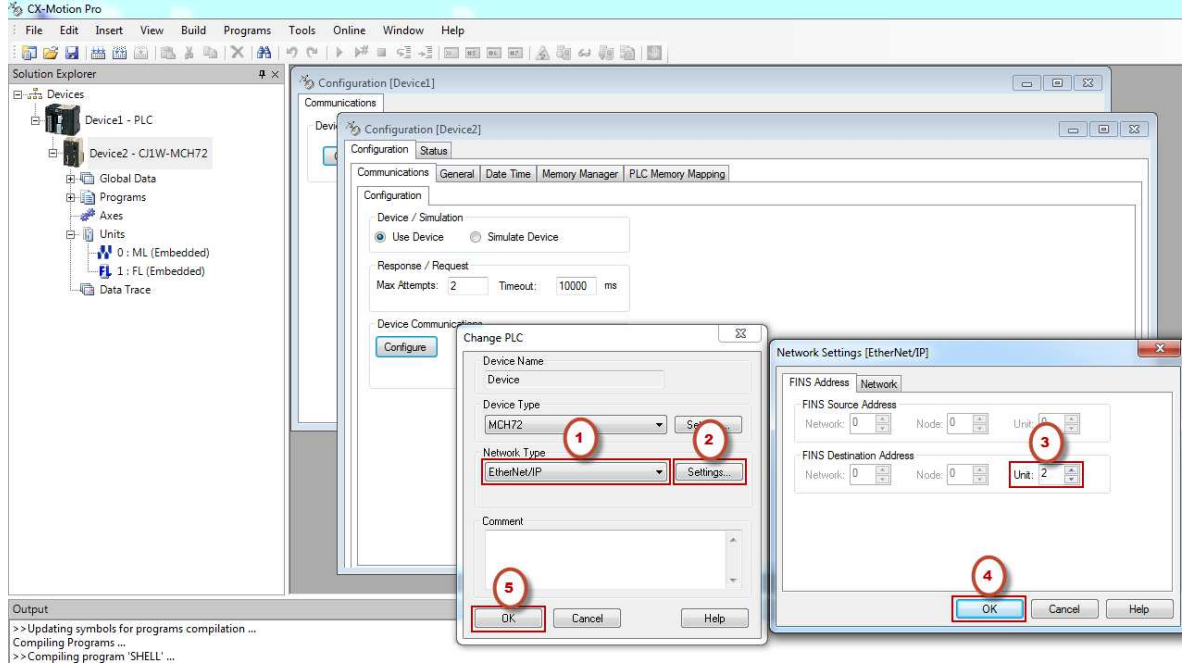 CX-Motion Pro
File Edit Insert View Build Programs Tools Online Window Help
Solution Explorer
Devices
Device1 - PLC
Device2 - CJ1W-MCH72
Global Data
Programs
Axes
Units
0 : ML (Embedded)
FL 1 : FL (Embedded)
Data Trace
Configuration [Device1]
Communications
Configuration [Device2]
Configuration Status
Communications General Date Time Memory Manager PLC Memory Mapping
Configuration
Device / Simulation
Use Device Simulate Device
Response / Request
Max Attempts: 2 Timeout: 10000 ms
Device Communications
Configure
Change PLC
Device Name
Device
Device Type
MCH72
1
2
Network Type
EtherNet/IP Settings...
Comment
5
OK Cancel Help
Network Settings [EtherNet/IP]
FINS Address Network
FINS Source Address
Network: 0 Node: 0 Unit: 0
3
FINS Destination Address
Network: 0 Node: 0 Unit: 2
4
OK Cancel Help
Output
>>Updating symbols for programs compilation ...
Compiling Programs ...
>>Compiling program 'SHELL' ...